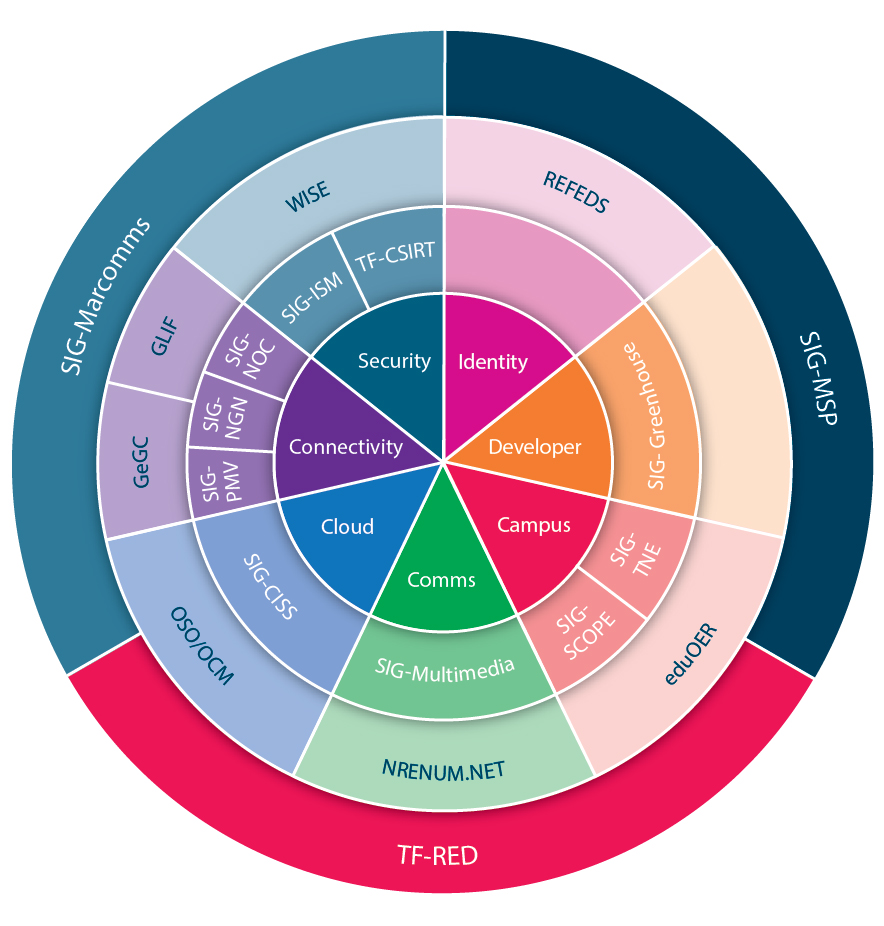 SIG-Marcomms
SIG-MSP
TF-RED
WISE
REFEDS
GLIF
GeGC
OSO/OCM
NRENUM.NET
eduOER
TF-CSIRT
SIG-ISM
SIG-
NOC
SIG-
NGN
SIG-
PMV
SIG-CISS
SIG-Multimedia
SIG-
SCOPE
SIG-
TNE
SIG- Greenhouse
Security
Identity
Connectivity
Developer
Cloud
Campus
Comms